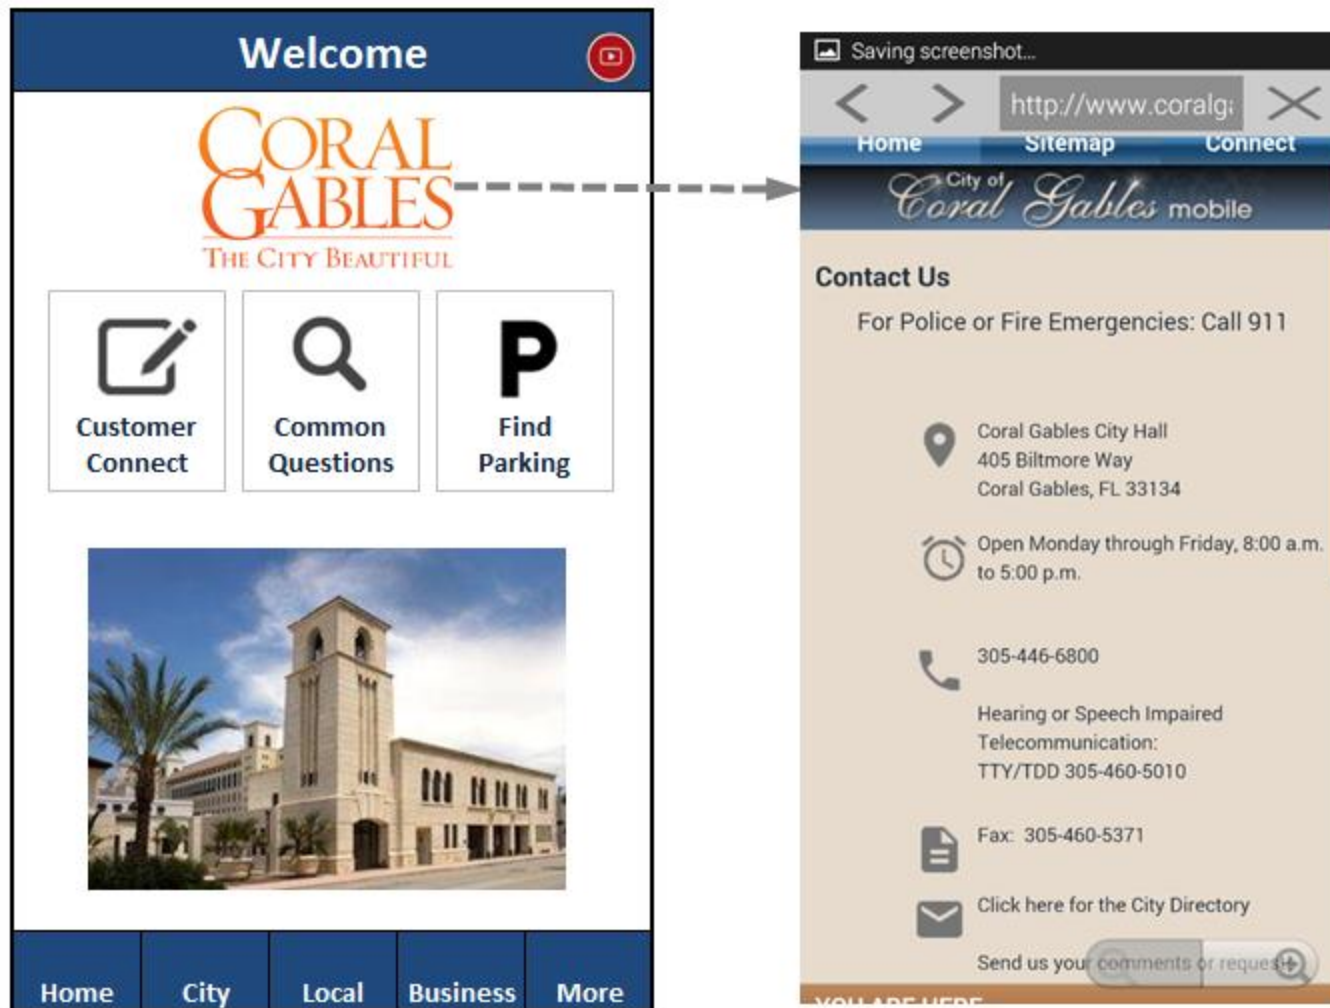 Welcome
CORAL
GABLES
THE CITY BEAUTIFUL
Customer
Connect
Common
Questions
P
Find
Parking
Home
City
Local
Business
More
Saving screenshot...
http://www.coralg
Home
Sitemap
Connect
City of
Coral Gables mobile
Contact Us
For Police or Fire Emergencies: Call 911
Coral Gables City Hall
405 Biltmore Way
Coral Gables, FL 33134
Open Monday through Friday, 8:00 a.m.
to 5:00 p.m.
305-446-6800
Hearing or Speech Impaired
Telecommunication:
TTY/TDD 305-460-5010
Fax: 305-460-5371
Click here for the City Directory
Send us your comments or
YOU ARE HERE